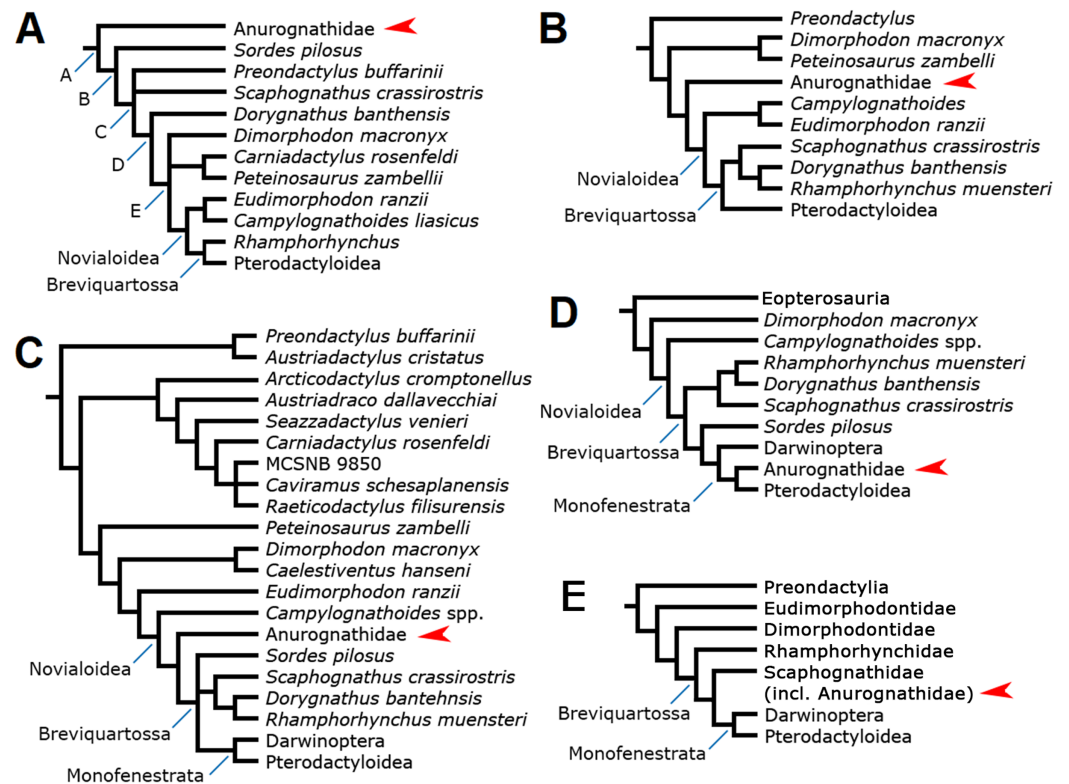 A
Anurognathidae
Sordes pilosus
Preondactylus buffarinii
Scaphognathus crassirostris
Dorygnathus banthensis
Dimorphodon macronyx
Carniadactylus rosenfeldi
Peteinosaurus zambellii
Eudimorphodon ranzii
Campylognathoides liasicus
Rhamphorhynchus
Pterodactyloidea
A
B
C
D
E
Novialoidea
Breviquartossa
B
Preondactylus
Dimorphodon macronyx
Peteinosaurus zambelli
Anurognathidae
Campylognathoides
Eudimorphodon ranzii
Scaphognathus crassirostris
Dorygnathus banthensis
Rhamphorhynchus muensteri
Pterodactyloidea
Novialoidea
Breviquartossa
C
Preondactylus buffarinii
Austriadactylus cristatus
Arcticodactylus cromptonellus
Austriadraco dallavecchiai
Seazzadactylus venieri
Carniadactylus rosenfeldi
MCSNB 9850
Caviramus schesaplanensis
Raeticodactylus filisurensis
Peteinosaurus zambelli
Dimorphodon macronyx
Caelestiventus hanseni
Eudimorphodon ranzii
Campylognathoides spp.
Anurognathidae
Sordes pilosus
Scaphognathus crassirostris
Dorygnathus bantehnsis
Rhamphorhynchus muensteri
Darwinoptera
Pterodactyloidea
Novialoidea
Breviquartossa
Monofenestrata
D
Eopterosauria
Dimorphodon macronyx
Campylognathoides spp.
Rhamphorhynchus muensteri
Dorygnathus banthensis
Scaphognathus crassirostris
Sordes pilosus
Darwinoptera
Anurognathidae
Pterodactyloidea
Novialoidea
Breviquartossa
Monofenestrata
E
Preondactylia
Eudimorphodontidae
Dimorphodontidae
Rhamphorhynchidae
Scaphognathidae
(incl. Anurognathidae)
Darwinoptera
Pterodactyloidea
Breviquartossa
Monofenestrata